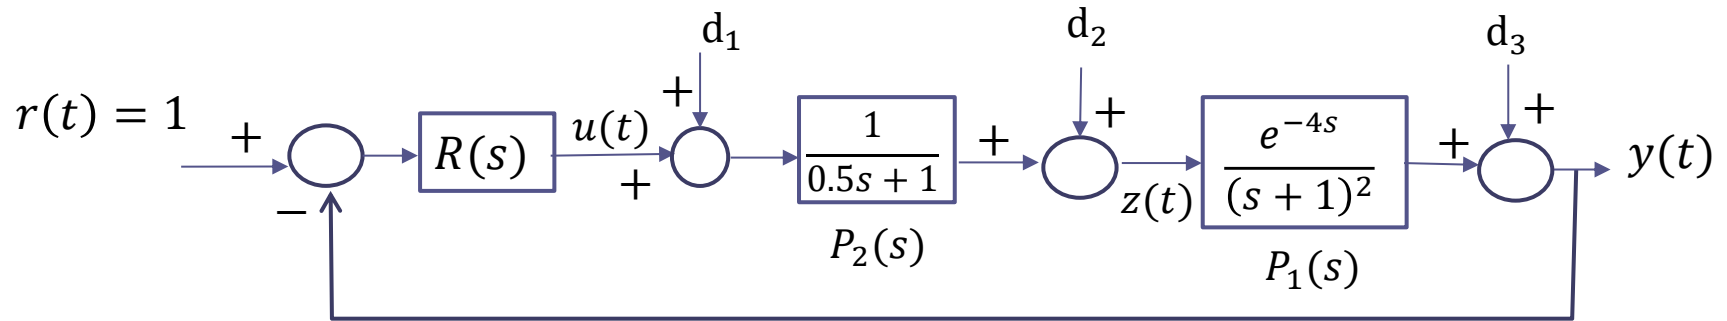 r(t) = 1
+
−
R(s)
u(t)
+
d₁
+
1
0.5s + 1
P₂(s)
+
d₂
+
z(t)
e⁻⁴ˢ
(s + 1)²
P₁(s)
+
d₃
+
y(t)